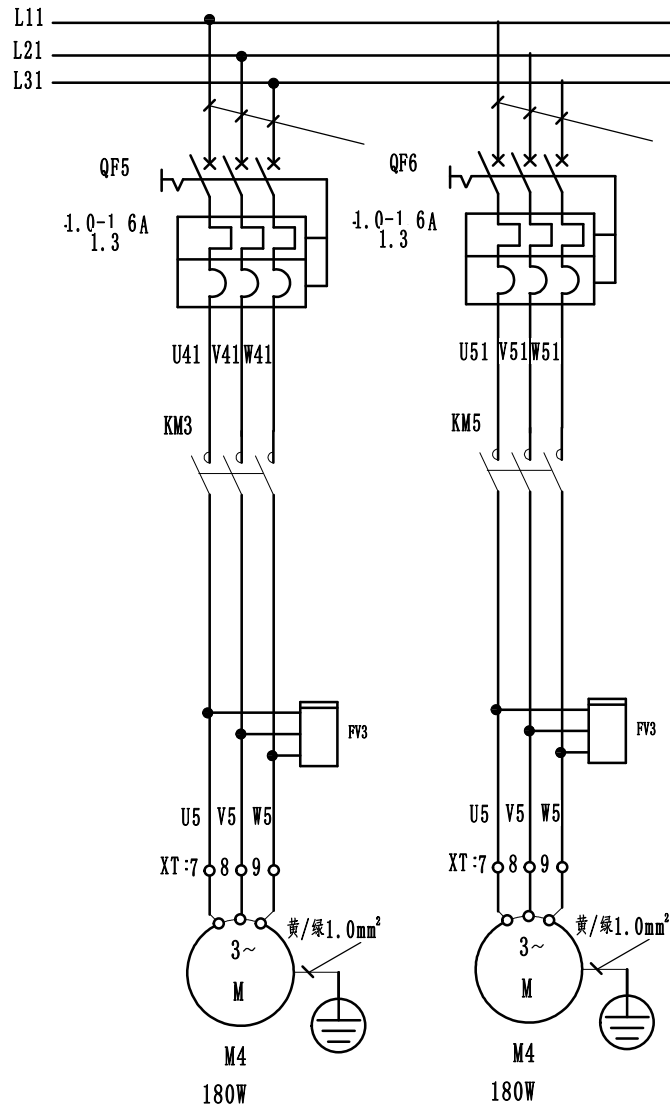 L11
L21
L31
QF5
1.0-1 6A
1.3
QF6
1.0-1 6A
1.3
U41 V41 W41
U51 V51 W51
KM3
KM5
FV3
FV3
U5 V5 W5
U5 V5 W5
XT:7 8 9
XT:7 8 9
黄/绿1.0mm²
黄/绿1.0mm²
3~
M
3~
M
M4
180W
M4
180W